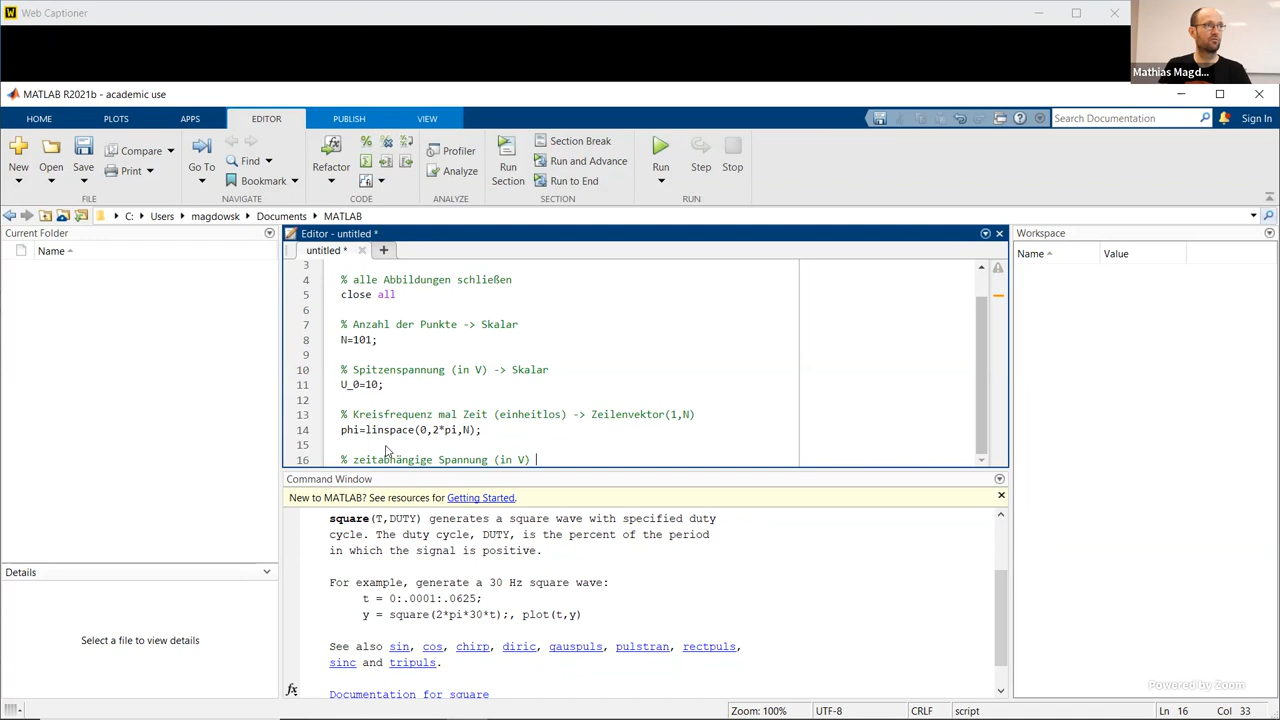 Web Captioner
Mathias Magd...
MATLAB R2021b - academic use
HOME PLOTS APPS EDITOR PUBLISH VIEW
Search Documentation
Sign In
New Open Save Compare Print
Go To Find Bookmark
Refactor
Profiler Analyze
Run Section
Section Break
Run and Advance
Run to End
Run Step Stop
FILE NAVIGATE CODE ANALYZE SECTION RUN
C: Users magdowsk Documents MATLAB
Current Folder
Name
Editor - untitled *
untitled *
3
4 % alle Abbildungen schließen
5 close all
6
7 % Anzahl der Punkte -> Skalar
8 N=101;
9
10 % Spitzenspannung (in V) -> Skalar
11 U_0=10;
12
13 % Kreisfrequenz mal Zeit (einheitlos) -> Zeilenvektor(1,N)
14 phi=linspace(0,2*pi,N);
15
16 % zeitabhängige Spannung (in V)
Workspace
Name Value
Command Window
New to MATLAB? See resources for Getting Started.
square(T,DUTY) generates a square wave with specified duty
cycle. The duty cycle, DUTY, is the percent of the period
in which the signal is positive.
For example, generate a 30 Hz square wave:
t = 0:.0001:.0625;
y = square(2*pi*30*t);, plot(t,y)
See also sin, cos, chirp, diric, gauspuls, pulstran, rectpuls,
sinc and tripuls.
Documentation for square
fx
Details
Select a file to view details
Powered by Zoom
Zoom: 100% UTF-8 CRLF script Ln 16 Col 33